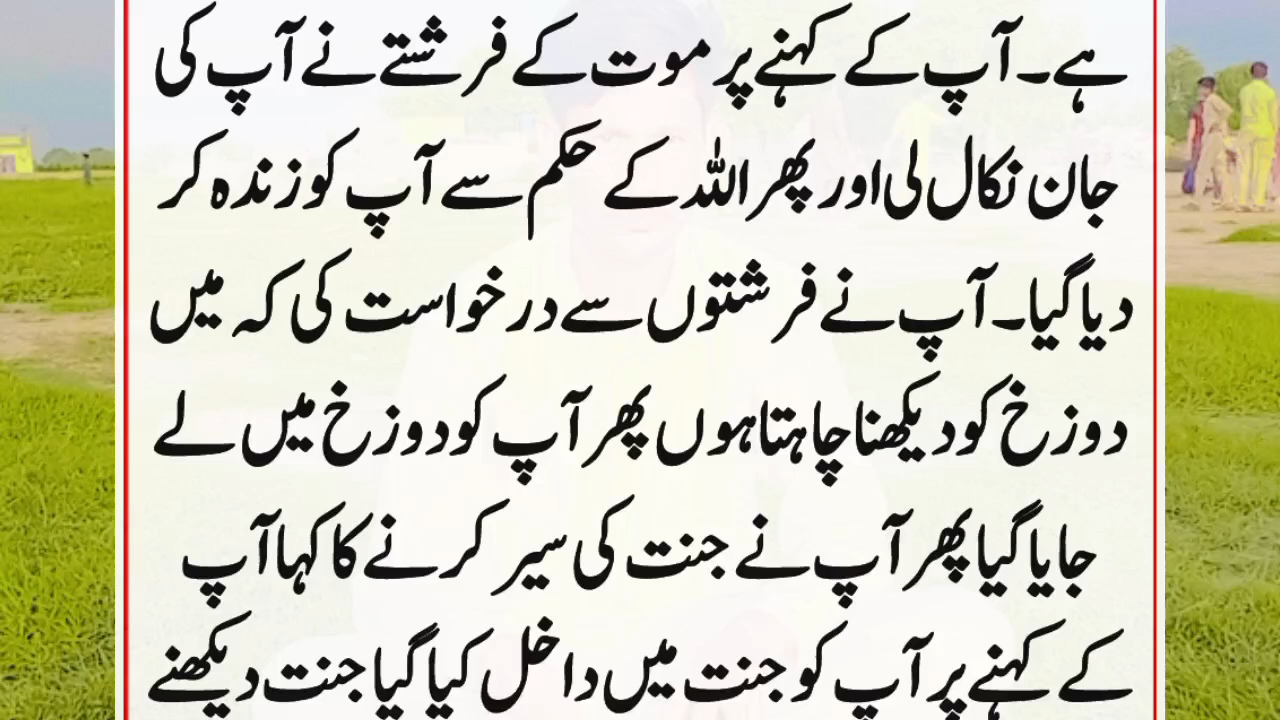 ہے۔ آپ کے کہنے پر موت کے فرشتے نے آپ کی
جان نکال لی اور پھر اللہ کے حکم سے آپ کو زندہ کر
دیا گیا۔ آپ نے فرشتوں سے درخواست کی کہ میں
دوزخ کو دیکھنا چاہتا ہوں پھر آپ کو دوزخ میں لے
جایا گیا پھر آپ نے جنت کی سیر کرنے کا کہا آپ
کے کہنے پر آپ کو جنت میں داخل کیا گیا جنت دیکھنے